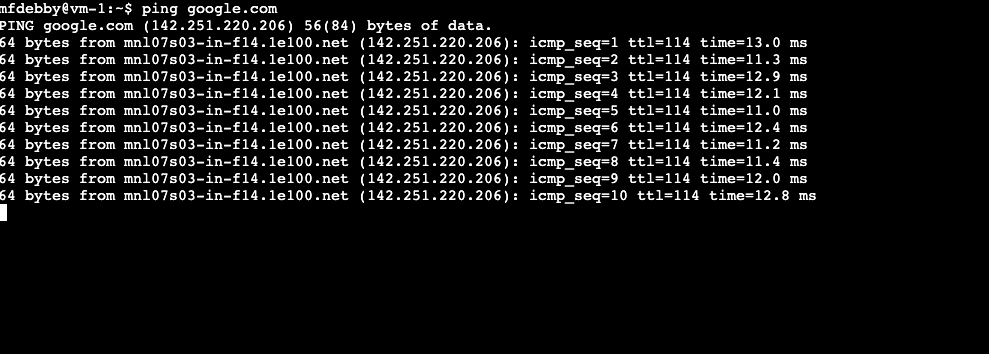 mfdebby@vm-1:~$ ping google.com
PING google.com (142.251.220.206) 56(84) bytes of data.
64 bytes from mnl07s03-in-f14.1e100.net (142.251.220.206): icmp_seq=1 ttl=114 time=13.0 ms
64 bytes from mnl07s03-in-f14.1e100.net (142.251.220.206): icmp_seq=2 ttl=114 time=11.3 ms
64 bytes from mnl07s03-in-f14.1e100.net (142.251.220.206): icmp_seq=3 ttl=114 time=12.9 ms
64 bytes from mnl07s03-in-f14.1e100.net (142.251.220.206): icmp_seq=4 ttl=114 time=12.1 ms
64 bytes from mnl07s03-in-f14.1e100.net (142.251.220.206): icmp_seq=5 ttl=114 time=11.0 ms
64 bytes from mnl07s03-in-f14.1e100.net (142.251.220.206): icmp_seq=6 ttl=114 time=12.4 ms
64 bytes from mnl07s03-in-f14.1e100.net (142.251.220.206): icmp_seq=7 ttl=114 time=11.2 ms
64 bytes from mnl07s03-in-f14.1e100.net (142.251.220.206): icmp_seq=8 ttl=114 time=11.4 ms
64 bytes from mnl07s03-in-f14.1e100.net (142.251.220.206): icmp_seq=9 ttl=114 time=12.0 ms
64 bytes from mnl07s03-in-f14.1e100.net (142.251.220.206): icmp_seq=10 ttl=114 time=12.8 ms